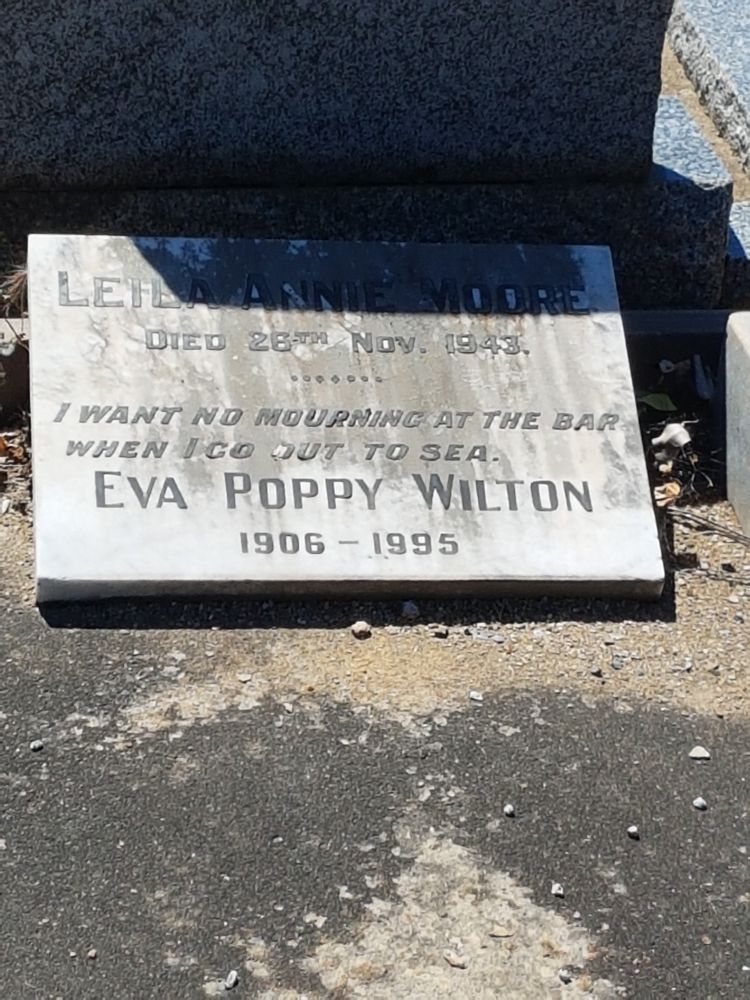 LEILA ANNIE MOORE
DIED 26TH NOV. 1943.
I WANT NO MOURNING AT THE BAR
WHEN I GO OUT TO SEA.
EVA POPPY WILTON
1906 – 1995